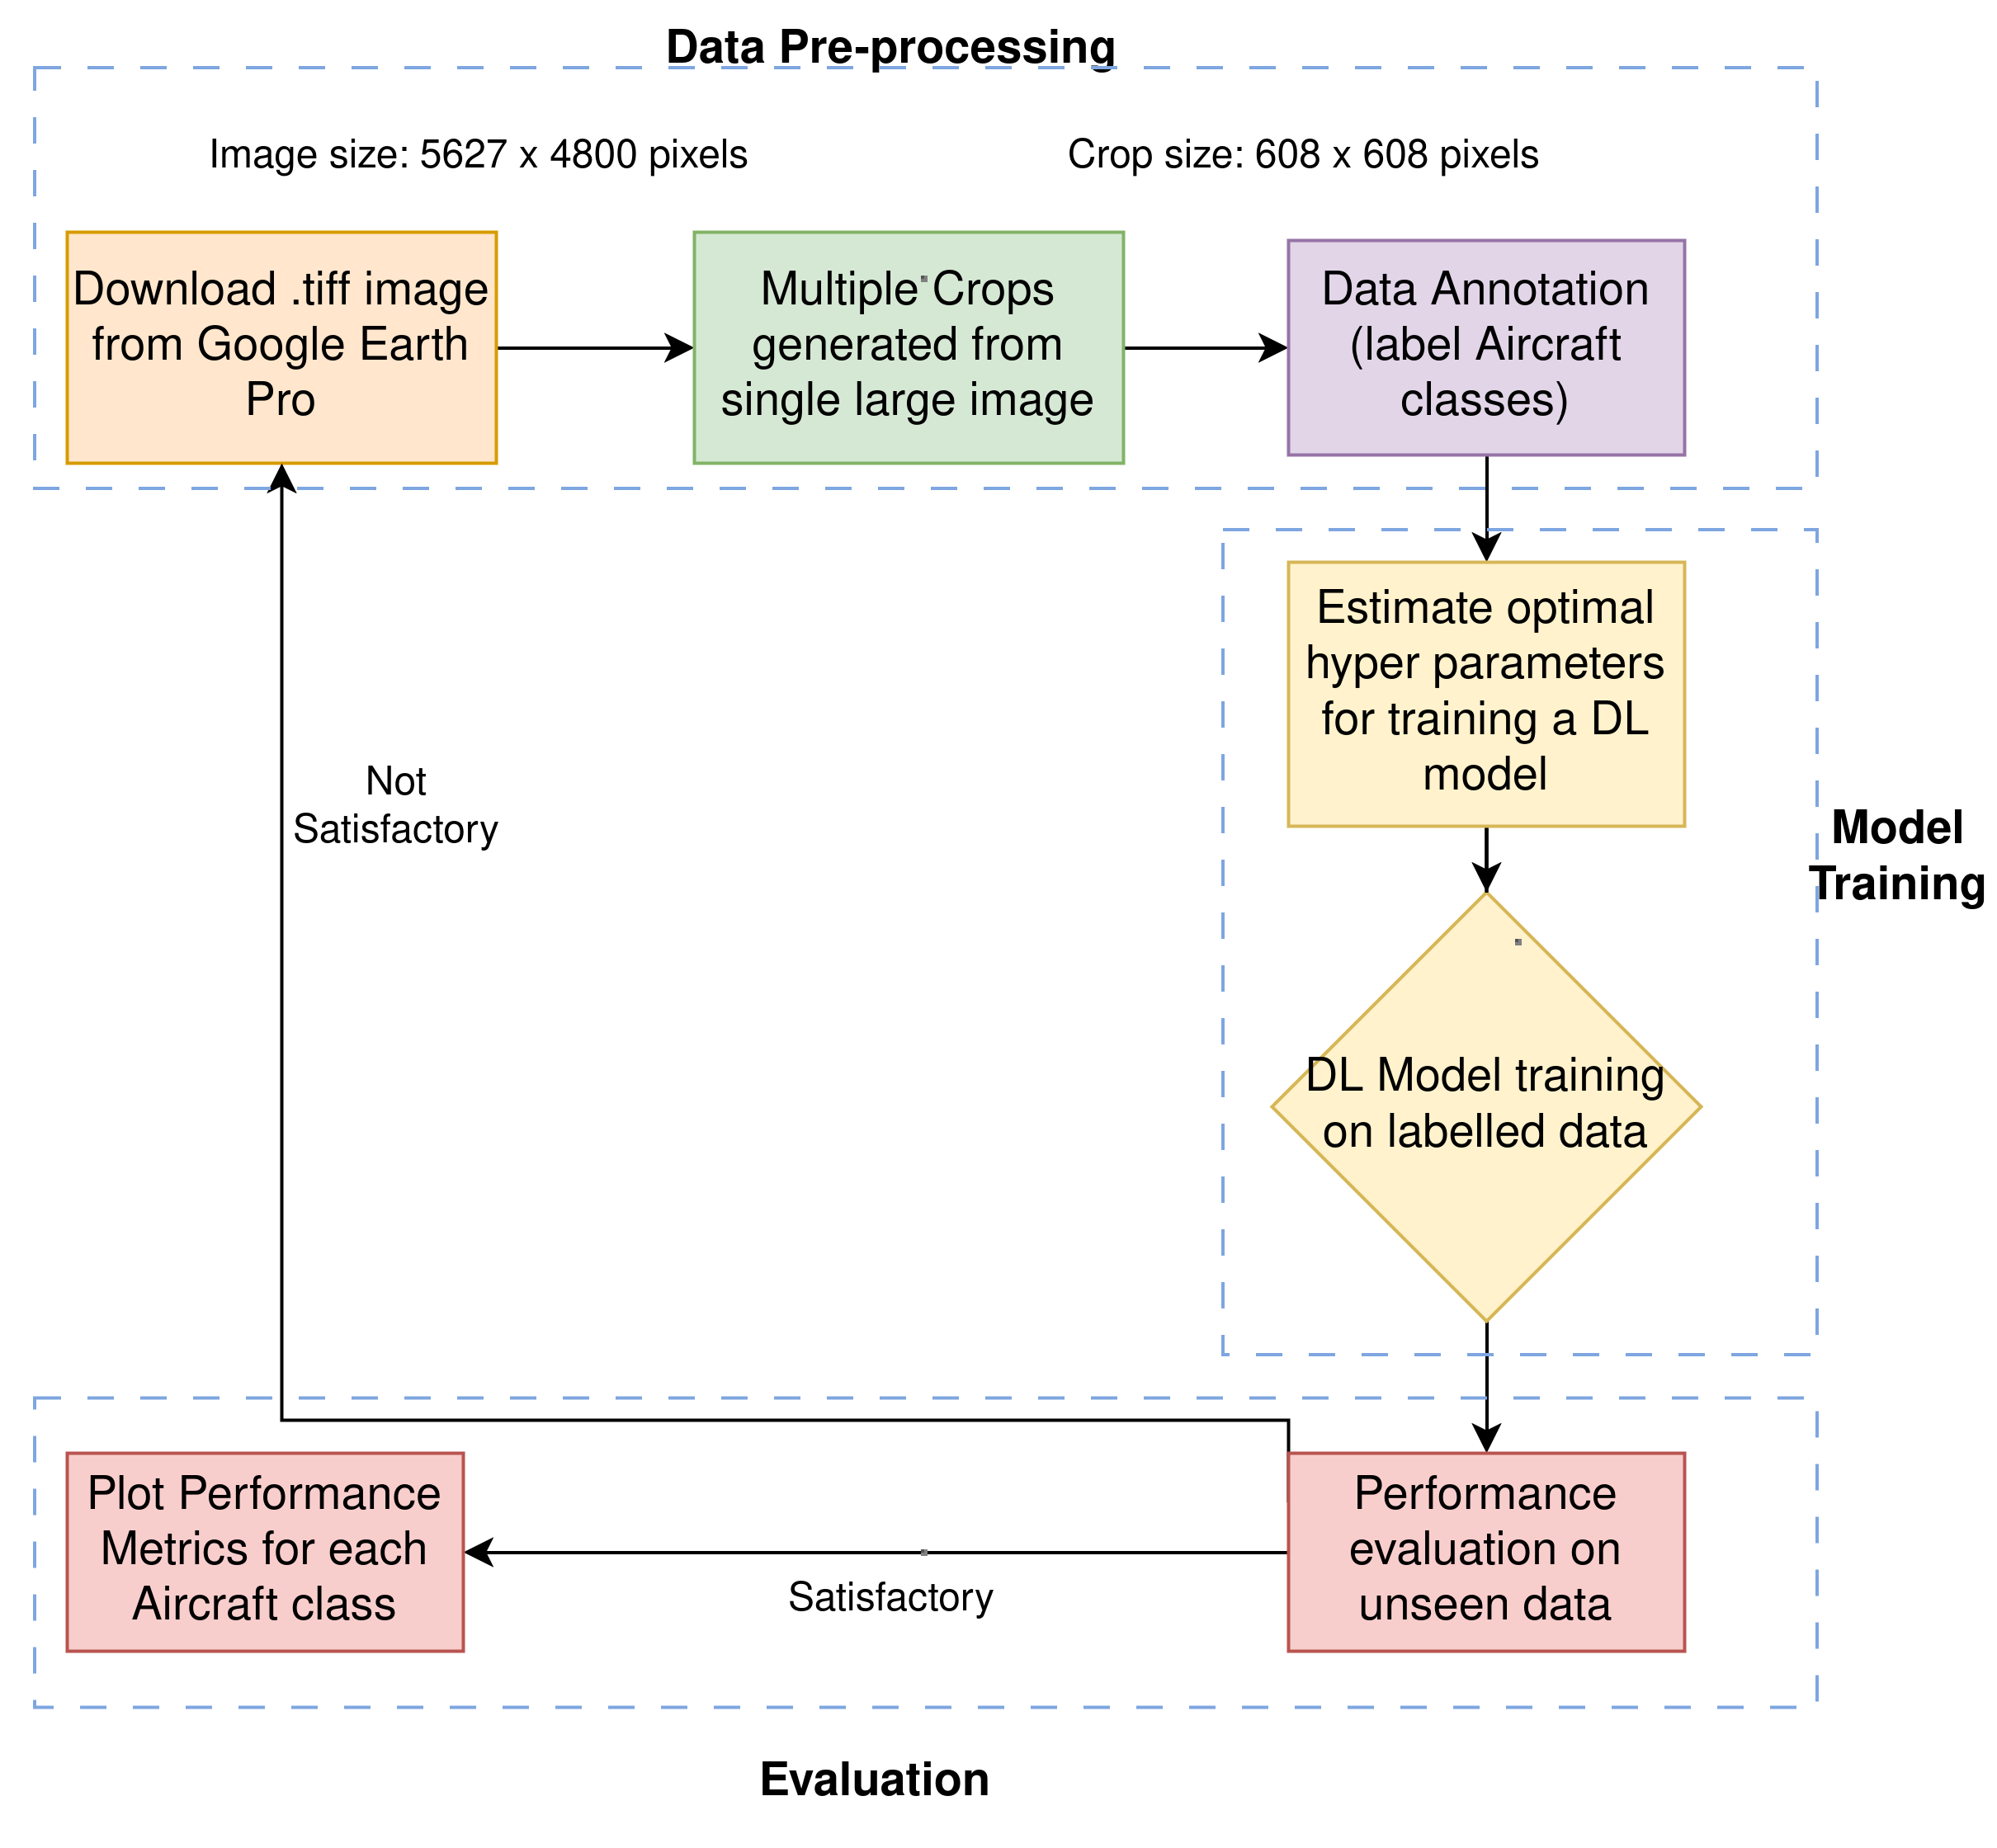 Data Pre-processing
Image size: 5627 x 4800 pixels
Crop size: 608 x 608 pixels
Download .tiff image
from Google Earth
Pro
Multiple Crops
generated from
single large image
Data Annotation
(label Aircraft
classes)
Estimate optimal
hyper parameters
for training a DL
model
Model
Training
DL Model training
on labelled data
Not
Satisfactory
Performance
evaluation on
unseen data
Satisfactory
Plot Performance
Metrics for each
Aircraft class
Evaluation